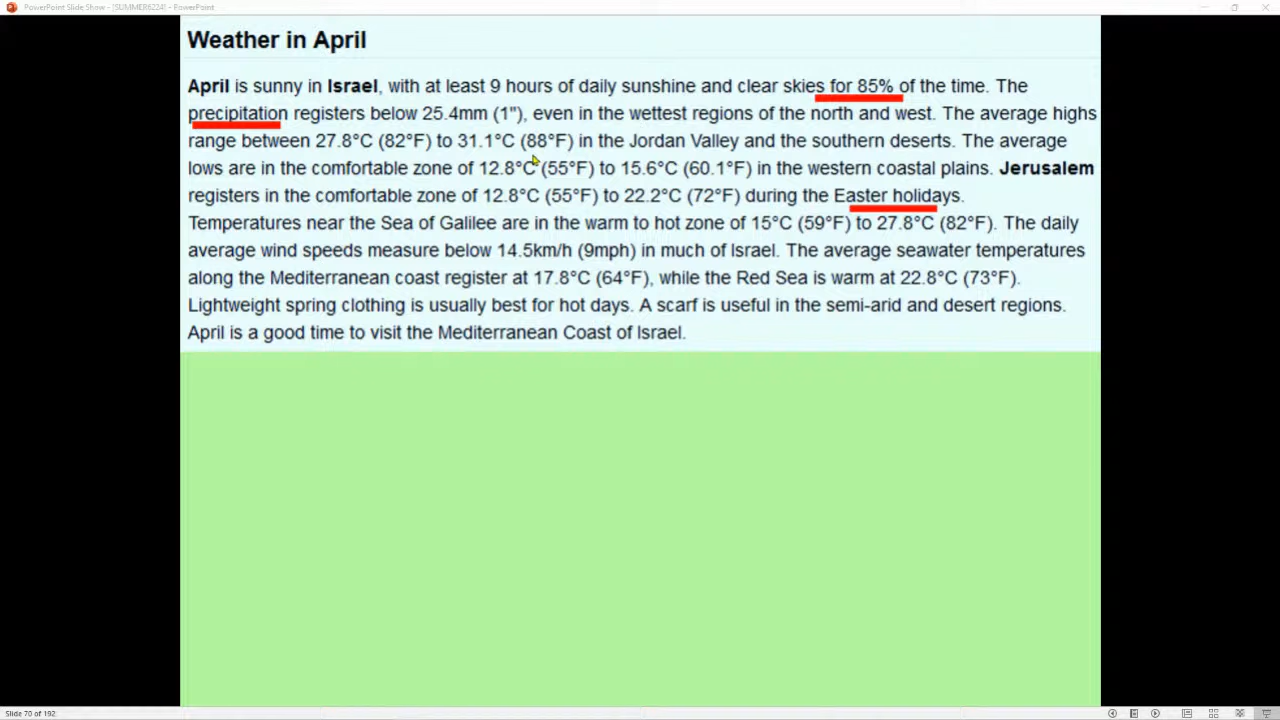 PowerPoint Slide Show - [SUMMER6224] - PowerPoint
Weather in April
April is sunny in Israel, with at least 9 hours of daily sunshine and clear skies for 85% of the time. The
precipitation registers below 25.4mm (1"), even in the wettest regions of the north and west. The average highs
range between 27.8°C (82°F) to 31.1°C (88°F) in the Jordan Valley and the southern deserts. The average
lows are in the comfortable zone of 12.8°C (55°F) to 15.6°C (60.1°F) in the western coastal plains. Jerusalem
registers in the comfortable zone of 12.8°C (55°F) to 22.2°C (72°F) during the Easter holidays.
Temperatures near the Sea of Galilee are in the warm to hot zone of 15°C (59°F) to 27.8°C (82°F). The daily
average wind speeds measure below 14.5km/h (9mph) in much of Israel. The average seawater temperatures
along the Mediterranean coast register at 17.8°C (64°F), while the Red Sea is warm at 22.8°C (73°F).
Lightweight spring clothing is usually best for hot days. A scarf is useful in the semi-arid and desert regions.
April is a good time to visit the Mediterranean Coast of Israel.
Slide 70 of 192